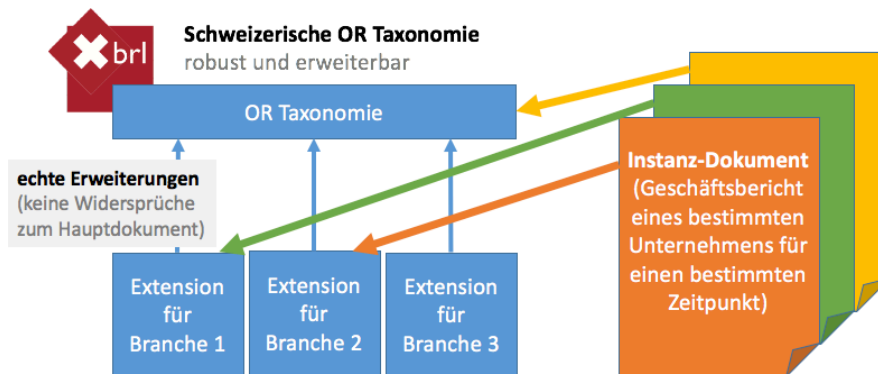 xbrl
Schweizerische OR Taxonomie
robust und erweiterbar
OR Taxonomie
echte Erweiterungen
(keine Widersprüche
zum Hauptdokument)
Extension
für
Branche 1
Extension
für
Branche 2
Extension
für
Branche 3
Instanz-Dokument
(Geschäftsbericht
eines bestimmten
Unternehmens für
einen bestimmten
Zeitpunkt)